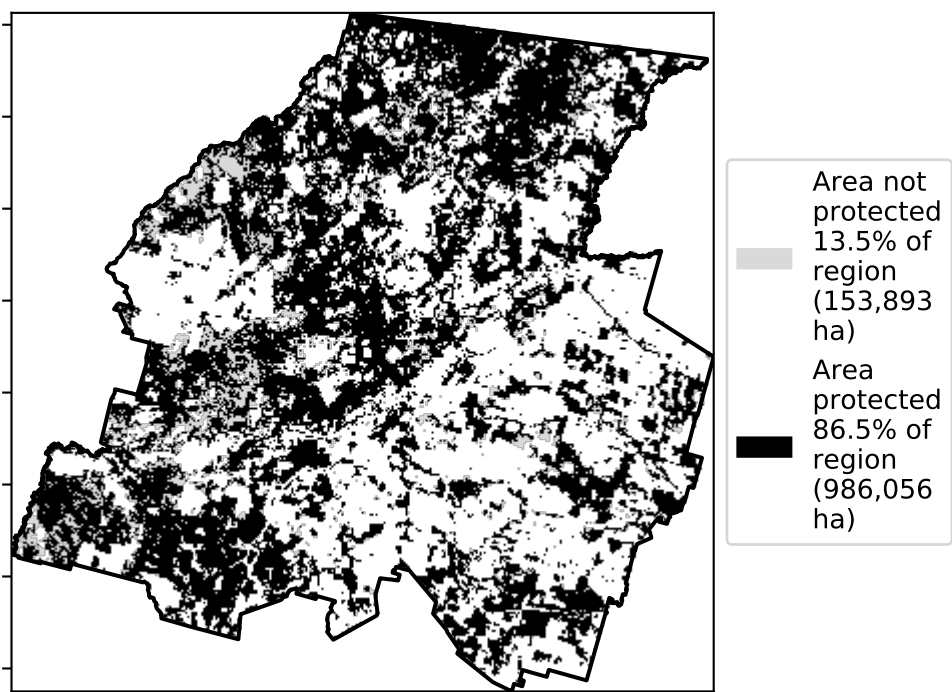 Area not
protected
13.5% of
region
(153,893
ha)
Area
protected
86.5% of
region
(986,056
ha)